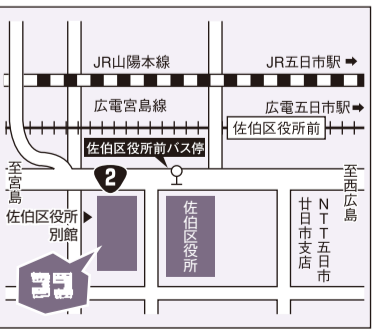 JR山陽本線
JR五日市駅➡
広電宮島線
広電五日市駅➡
佐伯区役所前
佐伯区役所前バス停
至宮島
2
至西広島
佐伯区役所
別館
佐伯区役所
NTT五日市
廿日市支店
ココ